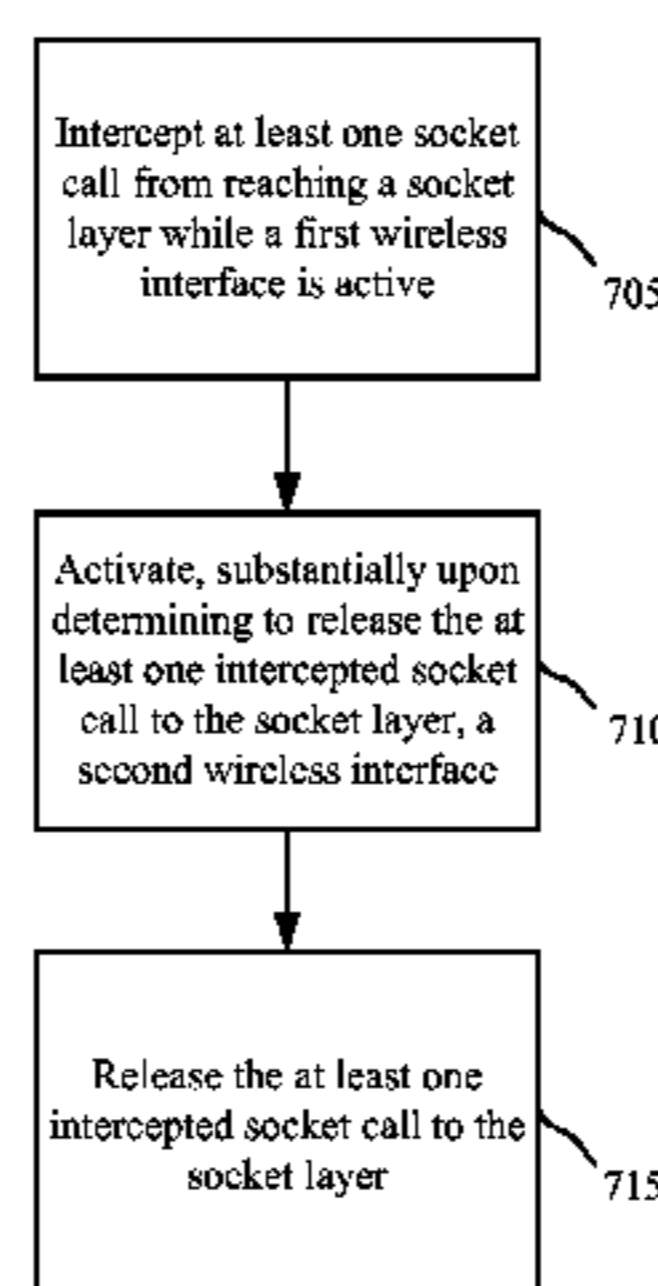 Intercept at least one socket
call from reaching a socket
layer while a first wireless
interface is active
705
Activate, substantially upon
determining to release the at
least one intercepted socket
call to the socket layer, a
second wireless interface
710
Release the at least one
intercepted socket call to the
socket layer
715